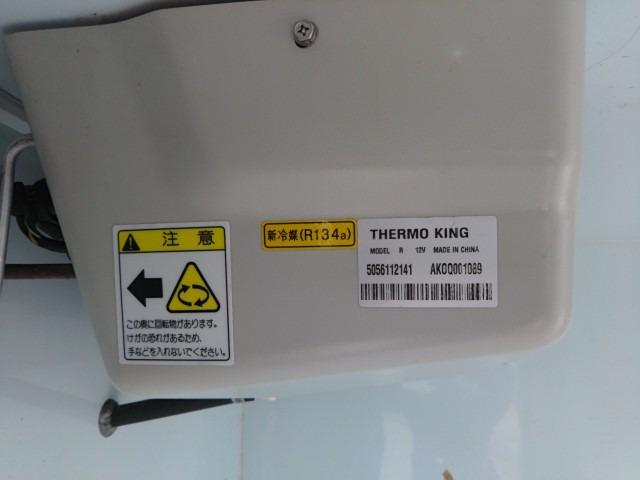 新冷媒(R134a)
THERMO KING
MODEL R 12V MADE IN CHINA
5056112141 AK0Q001089
注意
この奥に回転物があります。
けがの恐れがあるため、
手などを入れないでください。